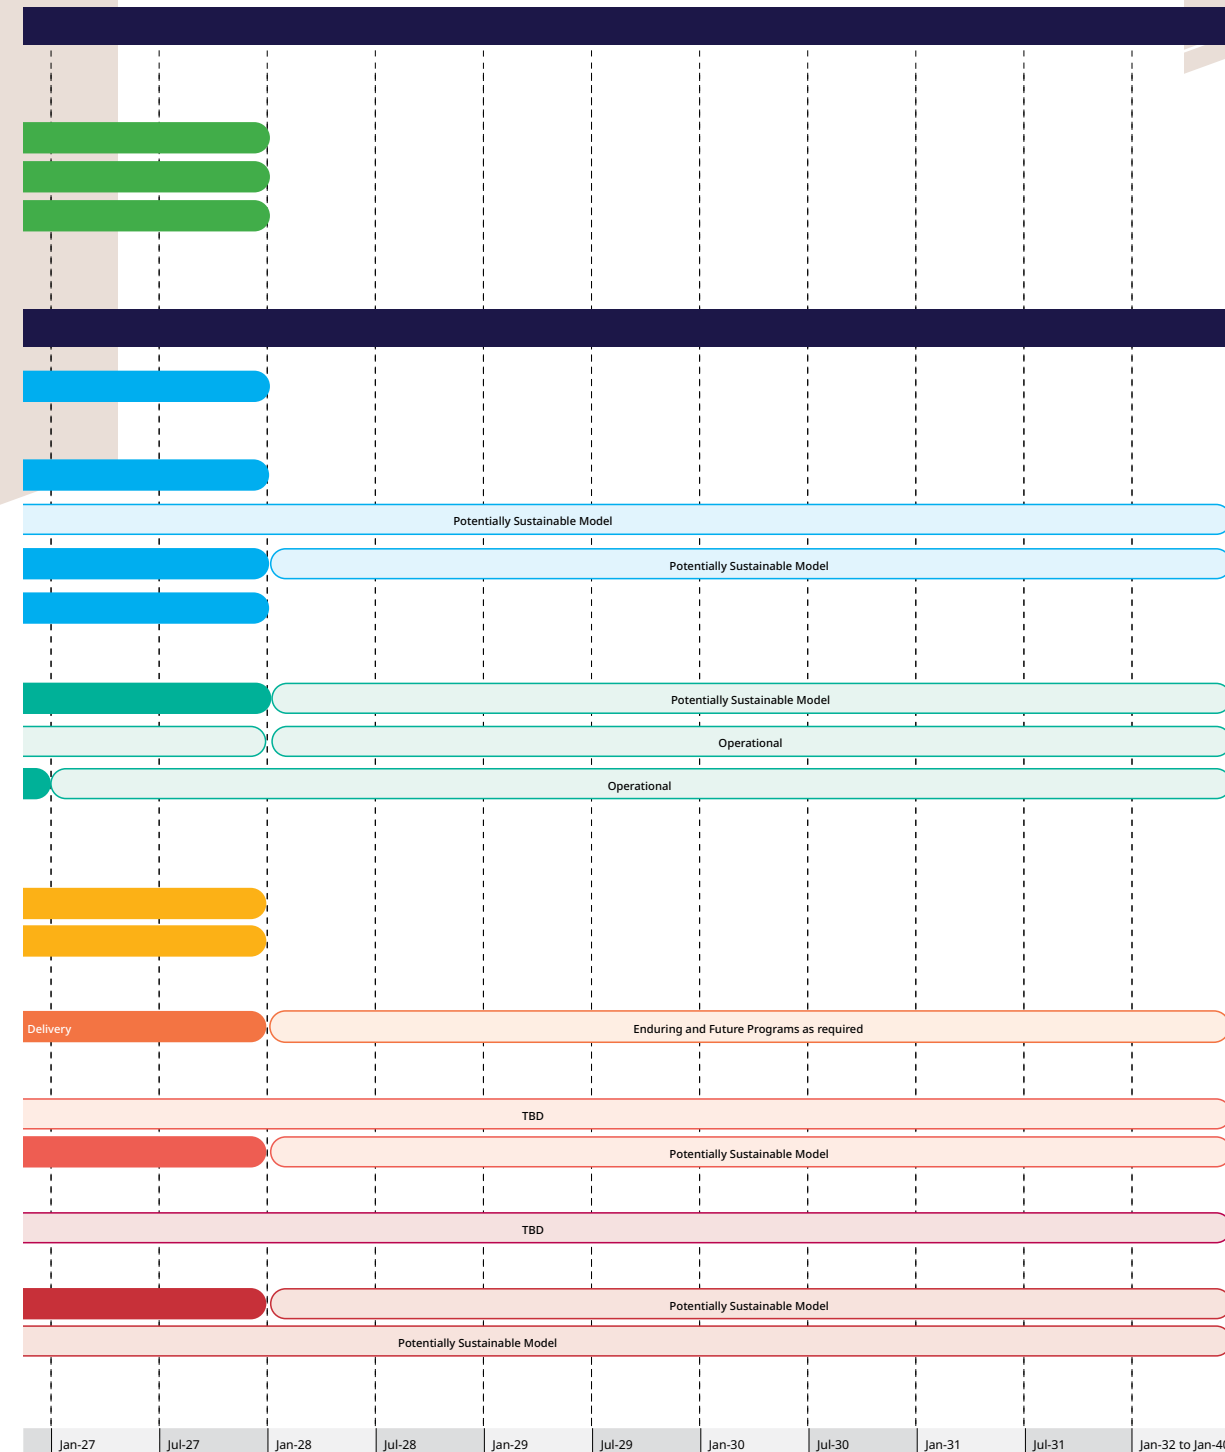 Potentially Sustainable Model
Potentially Sustainable Model
Potentially Sustainable Model
Operational
Operational
Delivery
Enduring and Future Programs as required
TBD
Potentially Sustainable Model
TBD
Potentially Sustainable Model
Potentially Sustainable Model
Jan-27 Jul-27 Jan-28 Jul-28 Jan-29 Jul-29 Jan-30 Jul-30 Jan-31 Jul-31 Jan-32 to Jan-40